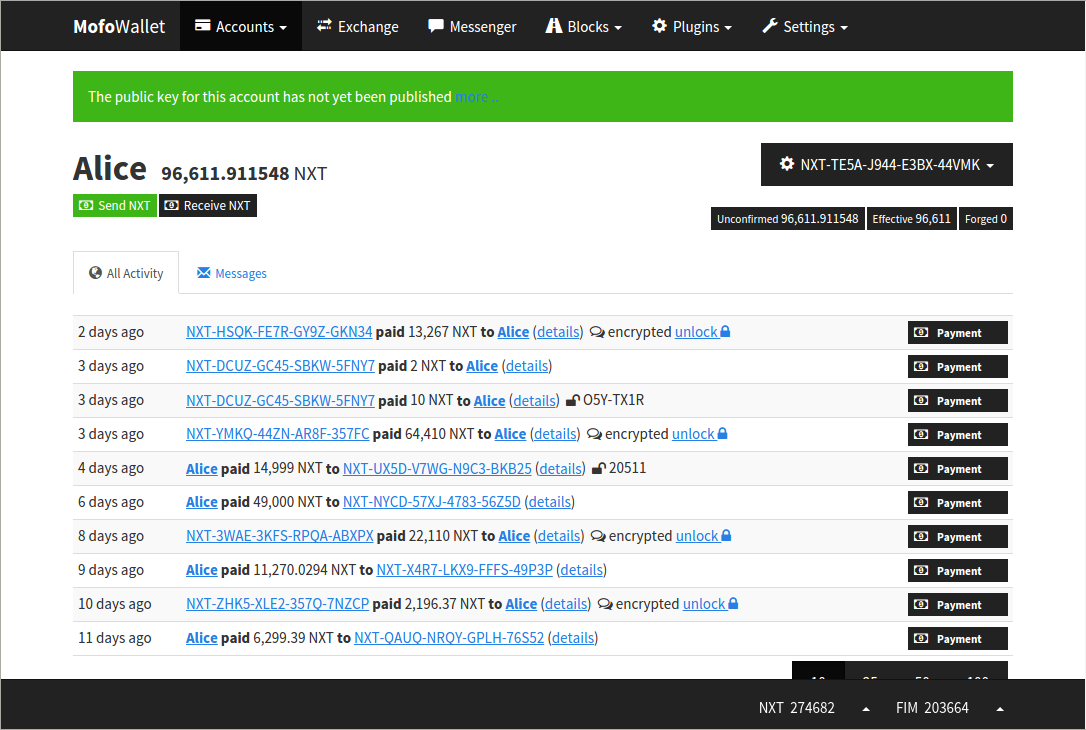 MofoWallet Accounts Exchange Messenger Blocks Plugins Settings
The public key for this account has not yet been published more ..
Alice 96,611.911548 NXT
NXT-TE5A-J944-E3BX-44VMK
Send NXT Receive NXT
Unconfirmed 96,611.911548 Effective 96,611 Forged 0
All Activity Messages
2 days ago NXT-HSQK-FE7R-GY9Z-GKN34 paid 13,267 NXT to Alice (details) encrypted unlock Payment
3 days ago NXT-DCUZ-GC45-SBKW-5FNY7 paid 2 NXT to Alice (details) Payment
3 days ago NXT-DCUZ-GC45-SBKW-5FNY7 paid 10 NXT to Alice (details) O5Y-TX1R Payment
3 days ago NXT-YMKQ-44ZN-AR8F-357FC paid 64,410 NXT to Alice (details) encrypted unlock Payment
4 days ago Alice paid 14,999 NXT to NXT-UX5D-V7WG-N9C3-BKB25 (details) 20511 Payment
6 days ago Alice paid 49,000 NXT to NXT-NYCD-57XJ-4783-56Z5D (details) Payment
8 days ago NXT-3WAE-3KFS-RPQA-ABXPX paid 22,110 NXT to Alice (details) encrypted unlock Payment
9 days ago Alice paid 11,270.0294 NXT to NXT-X4R7-LKX9-FFFS-49P3P (details) Payment
10 days ago NXT-ZHK5-XLE2-357Q-7NZCP paid 2,196.37 NXT to Alice (details) encrypted unlock Payment
11 days ago Alice paid 6,299.39 NXT to NXT-QAUQ-NRQY-GPLH-76S52 (details) Payment
NXT 274682 FIM 203664